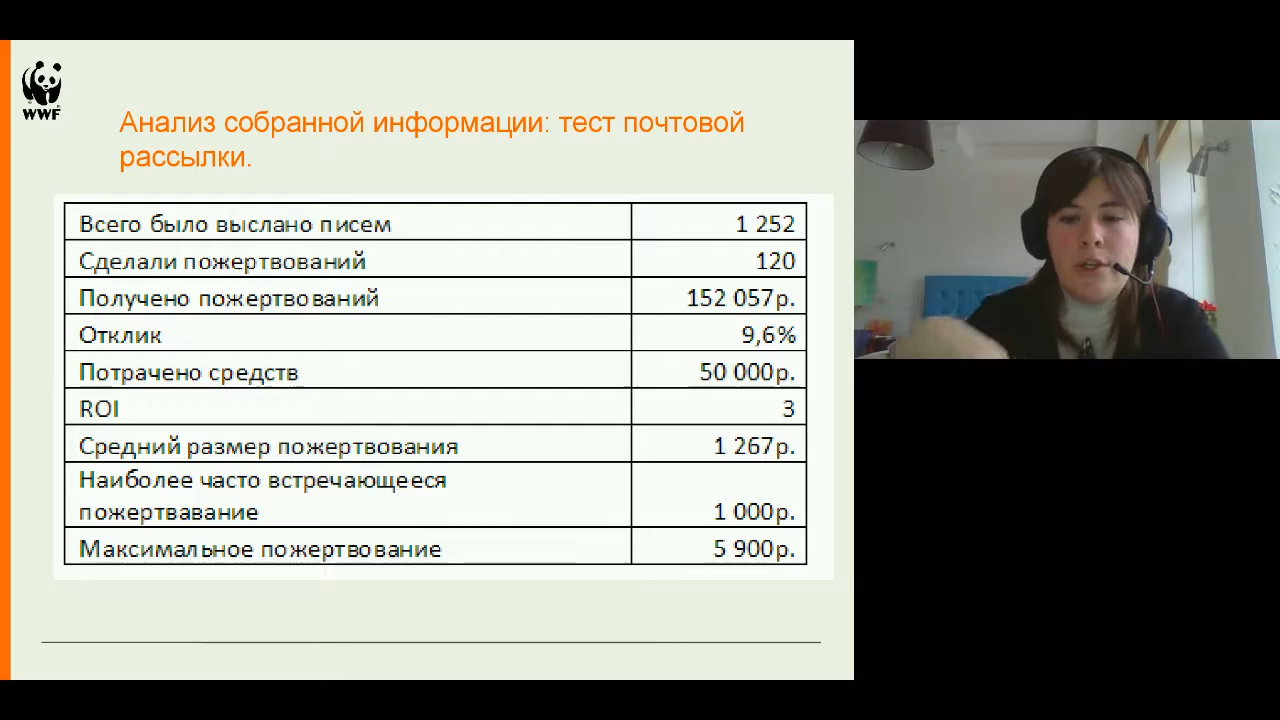 WWF
Анализ собранной информации: тест почтовой
рассылки.
Всего было выслано писем 1 252
Сделали пожертвований 120
Получено пожертвований 152 057р.
Отклик 9,6%
Потрачено средств 50 000р.
ROI 3
Средний размер пожертвования 1 267р.
Наиболее часто встречающееся
пожертвавание 1 000р.
Максимальное пожертвование 5 900р.